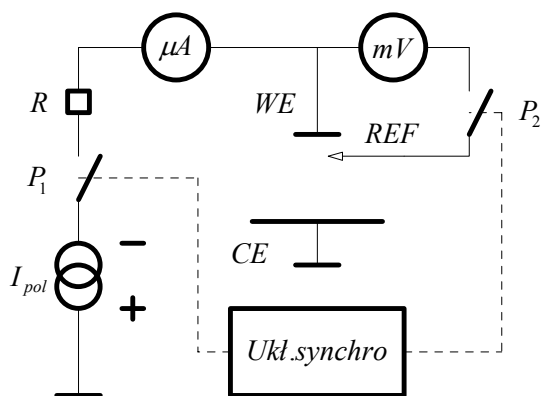 μA
mV
R
WE
P2
REF
P1
CE
Ipol
−
+
Ukł.synchro